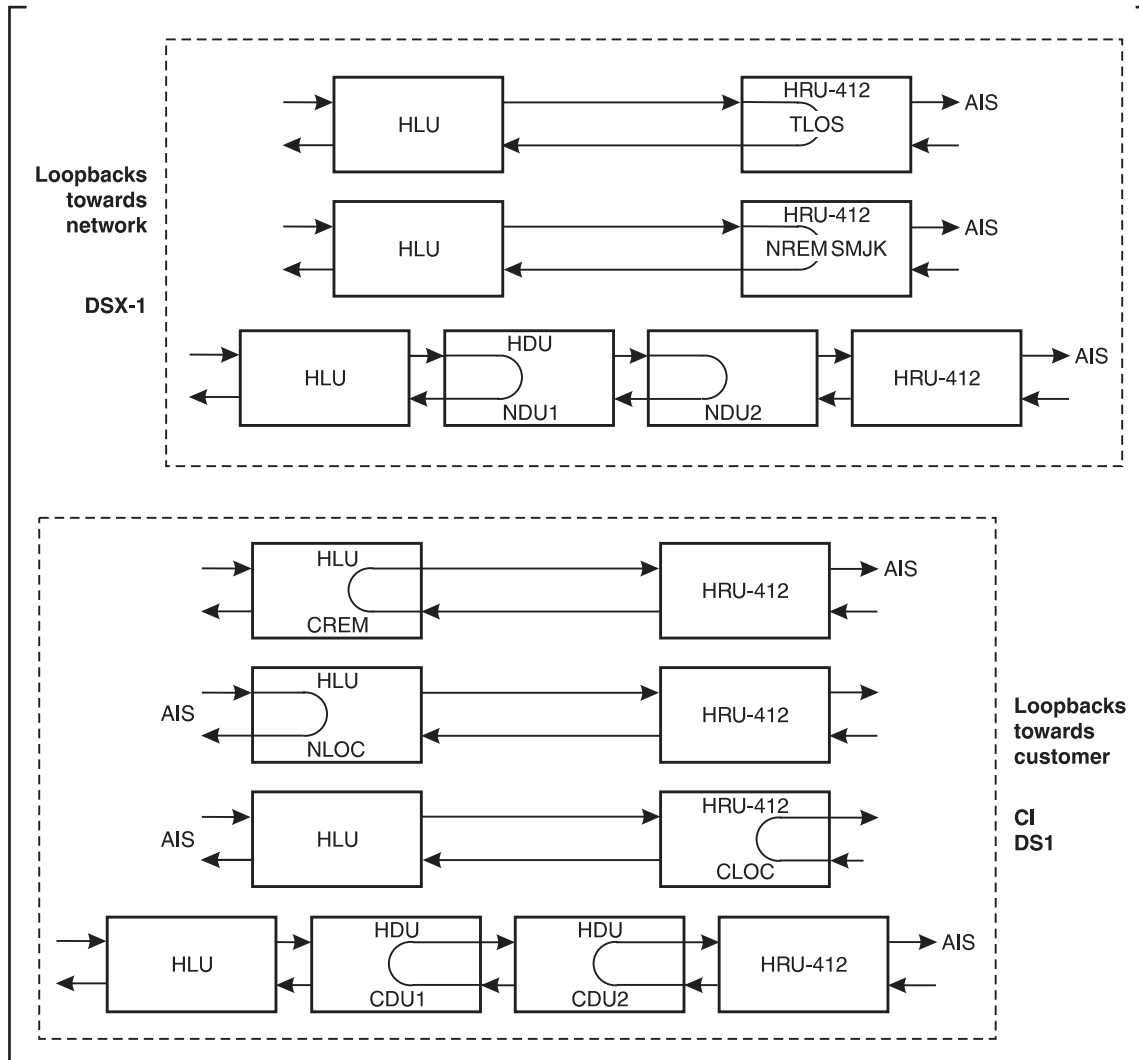 HRU-412
AIS
HLU
TLOS
Loopbacks
towards
network
HRU-412
AIS
HLU
NREM SMJK
DSX-1
HDU
AIS
HLU
HRU-412
NDU1
NDU2
HLU
AIS
HRU-412
CREM
HLU
AIS
HRU-412
NLOC
Loopbacks
towards
customer
HRU-412
AIS
HLU
CLOC
CI
DS1
HDU
HDU
AIS
HLU
HRU-412
CDU1
CDU2